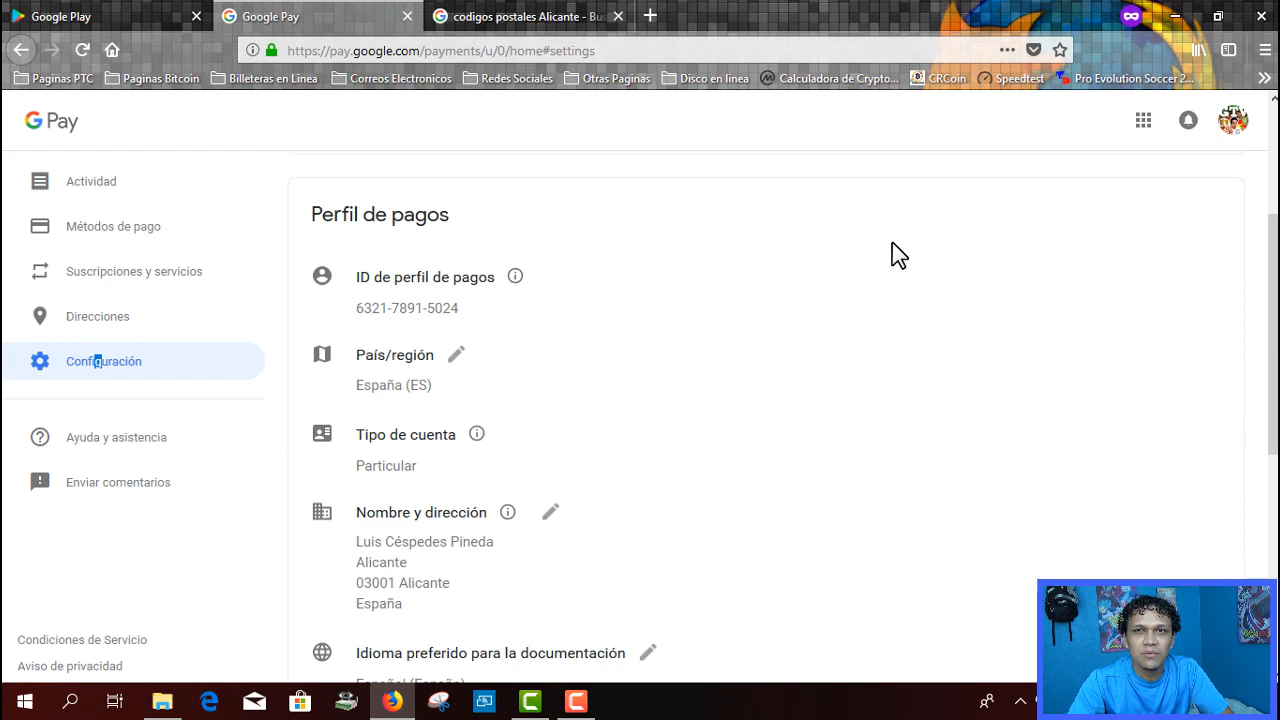 Google Play
Google Pay
codigos postales Alicante - Bus
https://pay.google.com/payments/u/0/home#settings
Paginas PTC
Paginas Bitcoin
Billeteras en Linea
Correos Electronicos
Redes Sociales
Otras Paginas
Disco en linea
Calculadora de Crypto...
CRCoin
Speedtest
Pro Evolution Soccer 2...
G Pay
Actividad
Métodos de pago
Suscripciones y servicios
Direcciones
Configuración
Ayuda y asistencia
Enviar comentarios
Condiciones de Servicio
Aviso de privacidad
Perfil de pagos
ID de perfil de pagos
6321-7891-5024
País/región
España (ES)
Tipo de cuenta
Particular
Nombre y dirección
Luis Céspedes Pineda
Alicante
03001 Alicante
España
Idioma preferido para la documentación
Español (España)